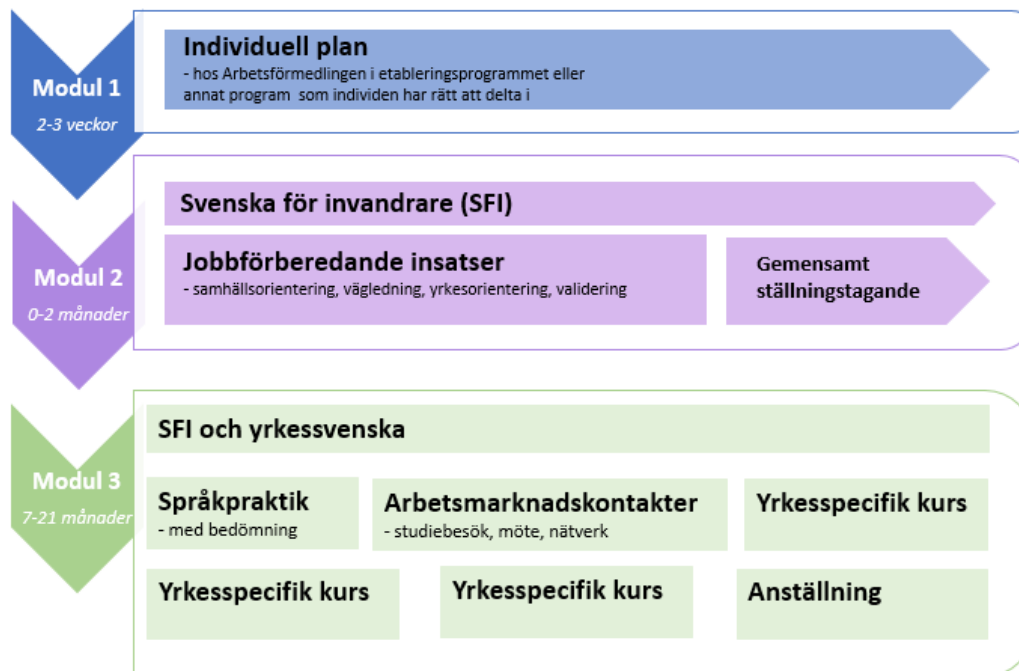 Modul 1
2-3 veckor
Individuell plan
- hos Arbetsförmedlingen i etableringsprogrammet eller
annat program som individen har rätt att delta i
Modul 2
0-2 månader
Svenska för invandrare (SFI)
Jobbförberedande insatser
- samhällsorientering, vägledning, yrkesorientering, validering
Gemensamt
ställningstagande
Modul 3
7-21 månader
SFI och yrkessvenska
Språkpraktik
- med bedömning
Arbetsmarknadskontakter
- studiebesök, möte, nätverk
Yrkesspecifik kurs
Yrkesspecifik kurs
Yrkesspecifik kurs
Anställning